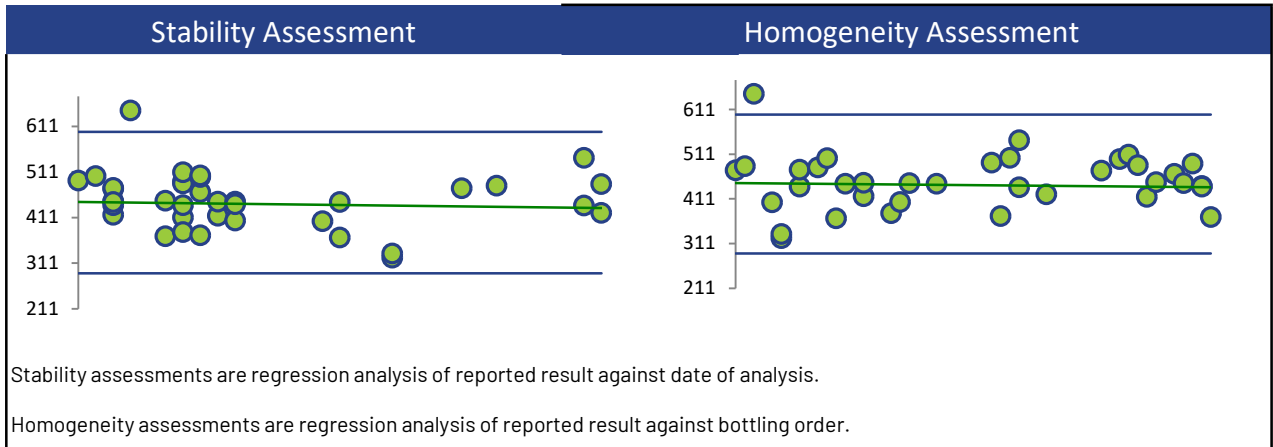 Stability Assessment
Homogeneity Assessment
611
511
411
311
211
611
511
411
311
211
Stability assessments are regression analysis of reported result against date of analysis.
Homogeneity assessments are regression analysis of reported result against bottling order.